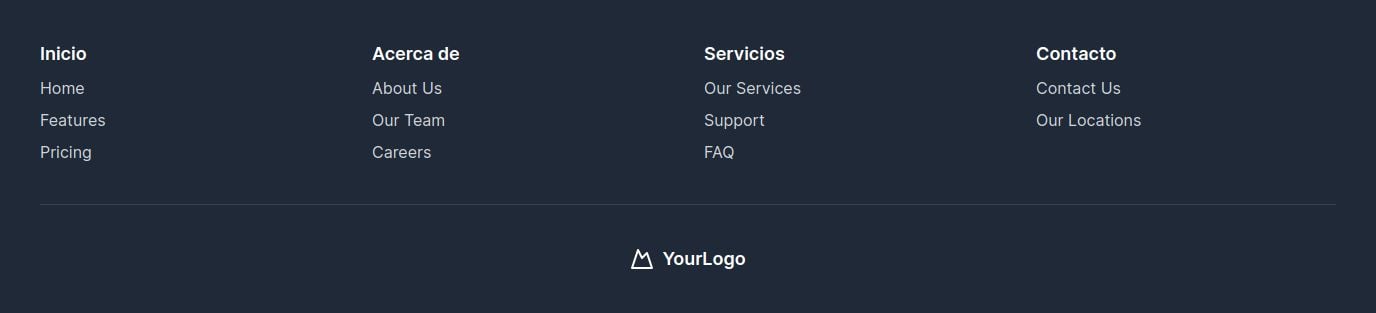 Inicio
Home
Features
Pricing
Acerca de
About Us
Our Team
Careers
Servicios
Our Services
Support
FAQ
Contacto
Contact Us
Our Locations
YourLogo